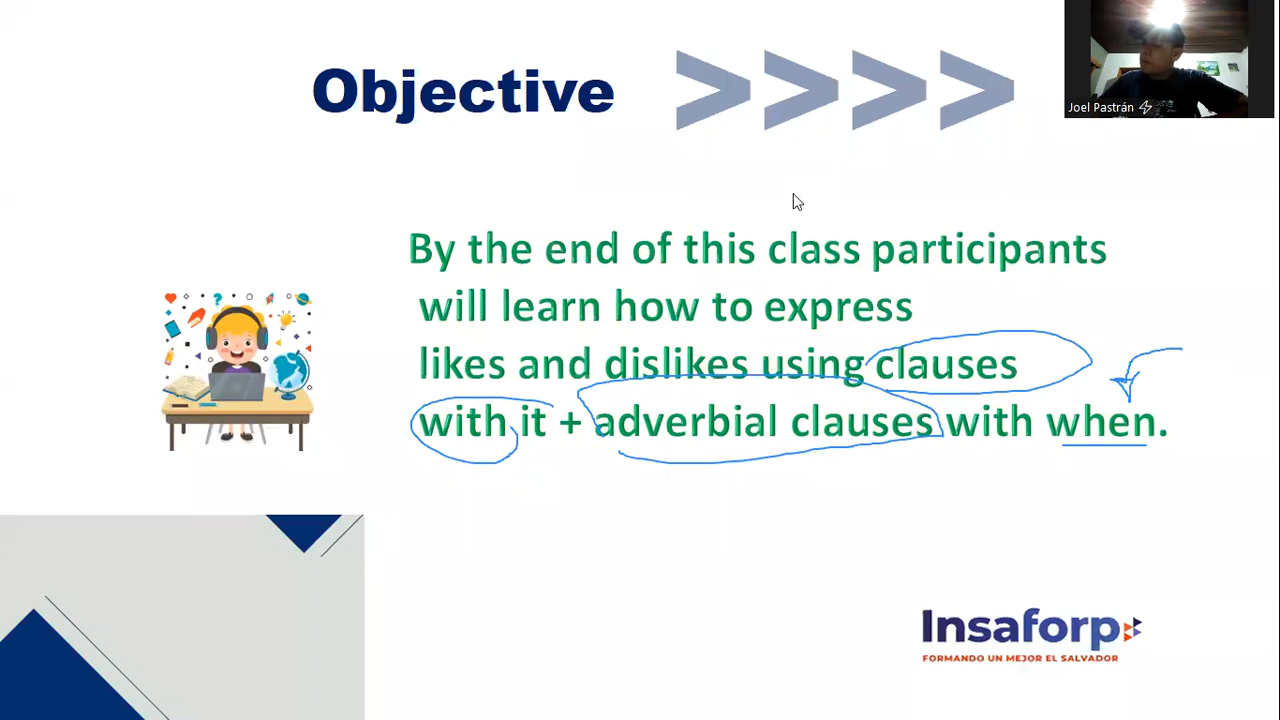 Objective
Joel Pastrán
By the end of this class participants
will learn how to express
likes and dislikes using clauses
with it + adverbial clauses with when.
Insaforp
FORMANDO UN MEJOR EL SALVADOR